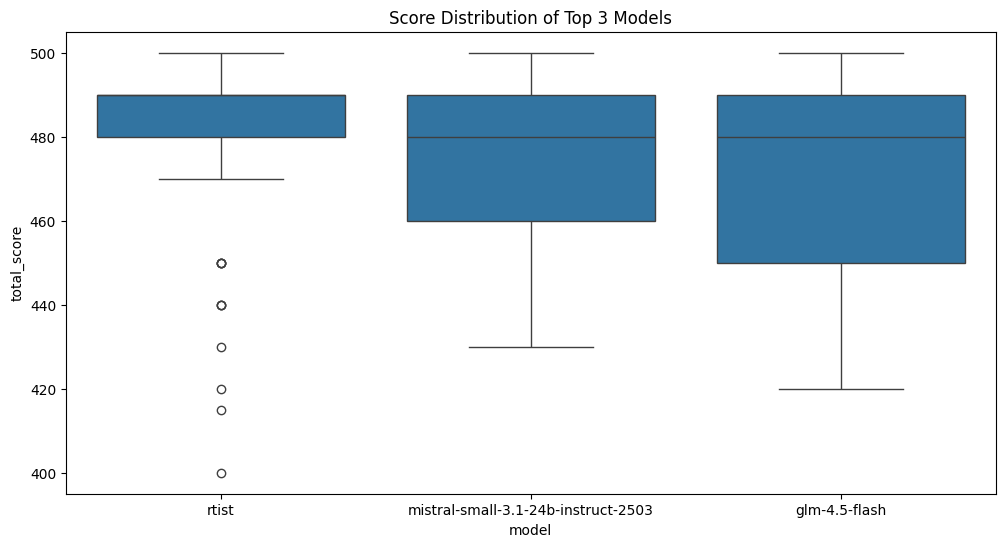 Score Distribution of Top 3 Models
total_score
500
480
460
440
420
400
rtist
mistral-small-3.1-24b-instruct-2503
glm-4.5-flash
model